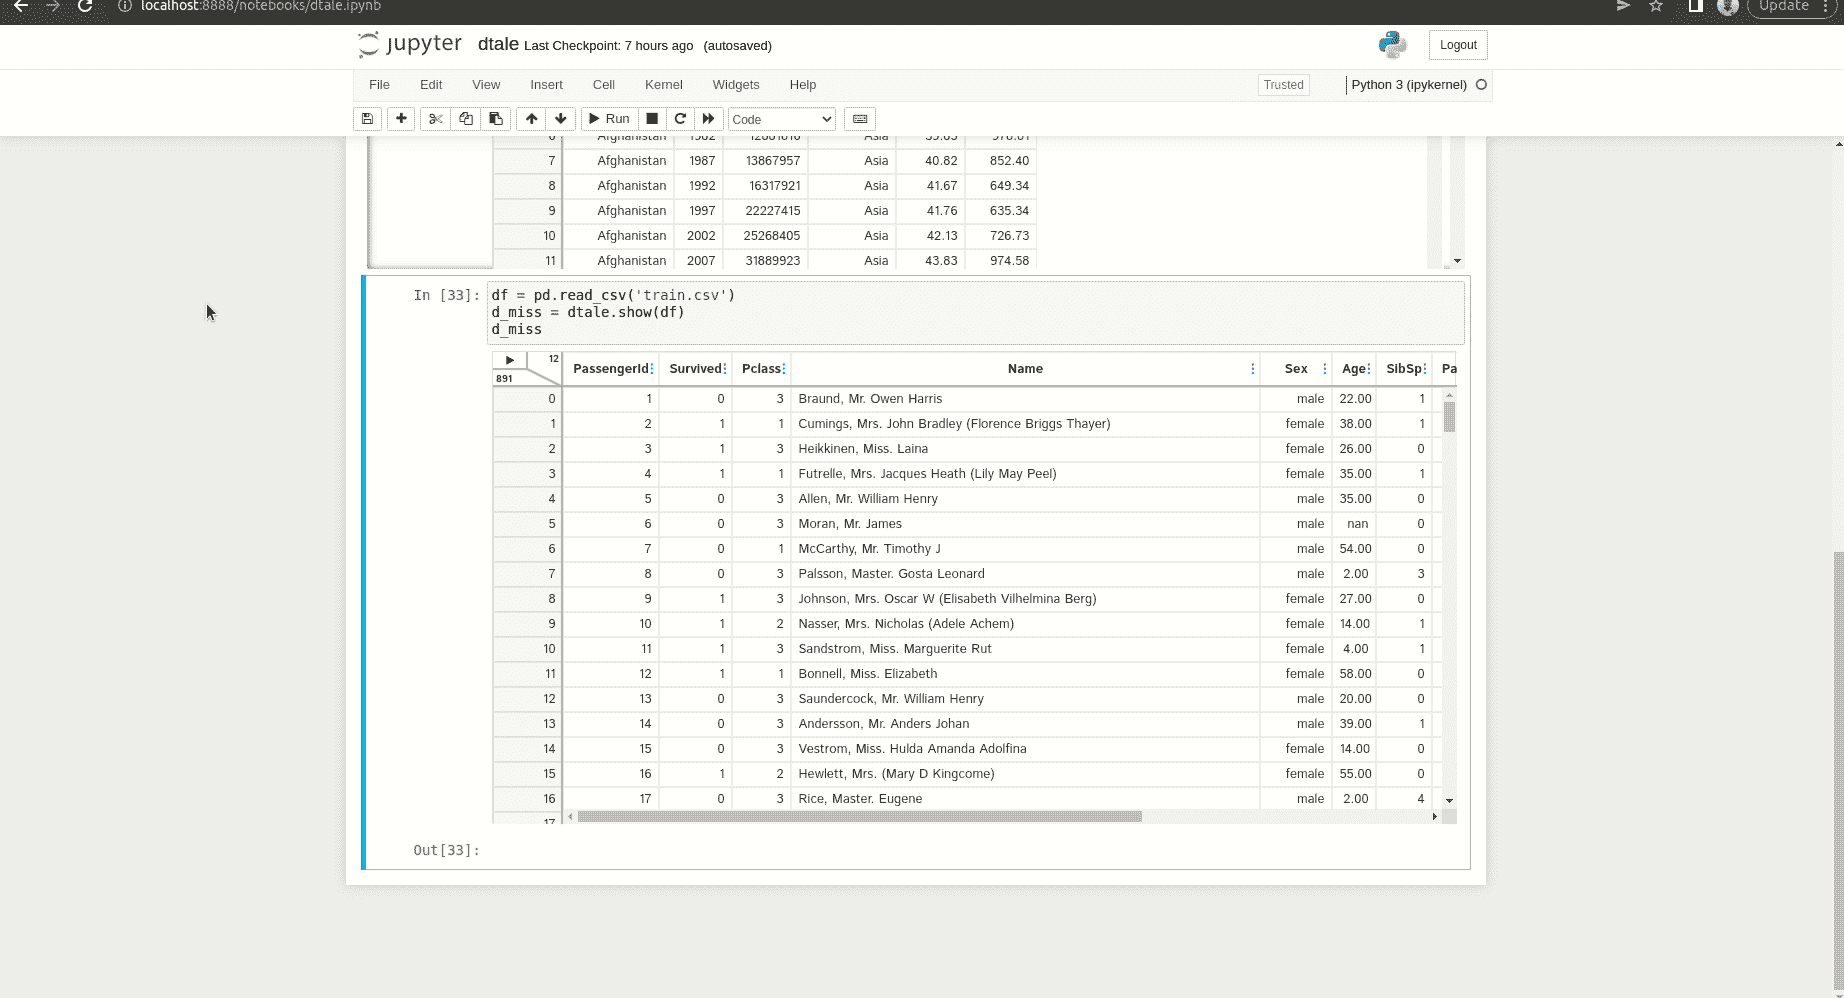 localhost:8888/notebooks/dtale.ipynb Update
jupyter dtale Last Checkpoint: 7 hours ago (autosaved) Logout
File Edit View Insert Cell Kernel Widgets Help Trusted Python 3 (ipykernel)
Run Code
7 Afghanistan 1987 13867957 Asia 40.82 852.40
8 Afghanistan 1992 16317921 Asia 41.67 649.34
9 Afghanistan 1997 22227415 Asia 41.76 635.34
10 Afghanistan 2002 25268405 Asia 42.13 726.73
11 Afghanistan 2007 31889923 Asia 43.83 974.58
In [33]: df = pd.read_csv('train.csv')
d_miss = dtale.show(df)
d_miss
12
891
PassengerId Survived Pclass Name Sex Age SibSp Pa
0 1 0 3 Braund, Mr. Owen Harris male 22.00 1
1 2 1 1 Cumings, Mrs. John Bradley (Florence Briggs Thayer) female 38.00 1
2 3 1 3 Heikkinen, Miss. Laina female 26.00 0
3 4 1 1 Futrelle, Mrs. Jacques Heath (Lily May Peel) female 35.00 1
4 5 0 3 Allen, Mr. William Henry male 35.00 0
5 6 0 3 Moran, Mr. James male nan 0
6 7 0 1 McCarthy, Mr. Timothy J male 54.00 0
7 8 0 3 Palsson, Master. Gosta Leonard male 2.00 3
8 9 1 3 Johnson, Mrs. Oscar W (Elisabeth Vilhelmina Berg) female 27.00 0
9 10 1 2 Nasser, Mrs. Nicholas (Adele Achem) female 14.00 1
10 11 1 3 Sandstrom, Miss. Marguerite Rut female 4.00 1
11 12 1 1 Bonnell, Miss. Elizabeth female 58.00 0
12 13 0 3 Saundercock, Mr. William Henry male 20.00 0
13 14 0 3 Andersson, Mr. Anders Johan male 39.00 1
14 15 0 3 Vestrom, Miss. Hulda Amanda Adolfina female 14.00 0
15 16 1 2 Hewlett, Mrs. (Mary D Kingcome) female 55.00 0
16 17 0 3 Rice, Master. Eugene male 2.00 4
17
Out[33]: